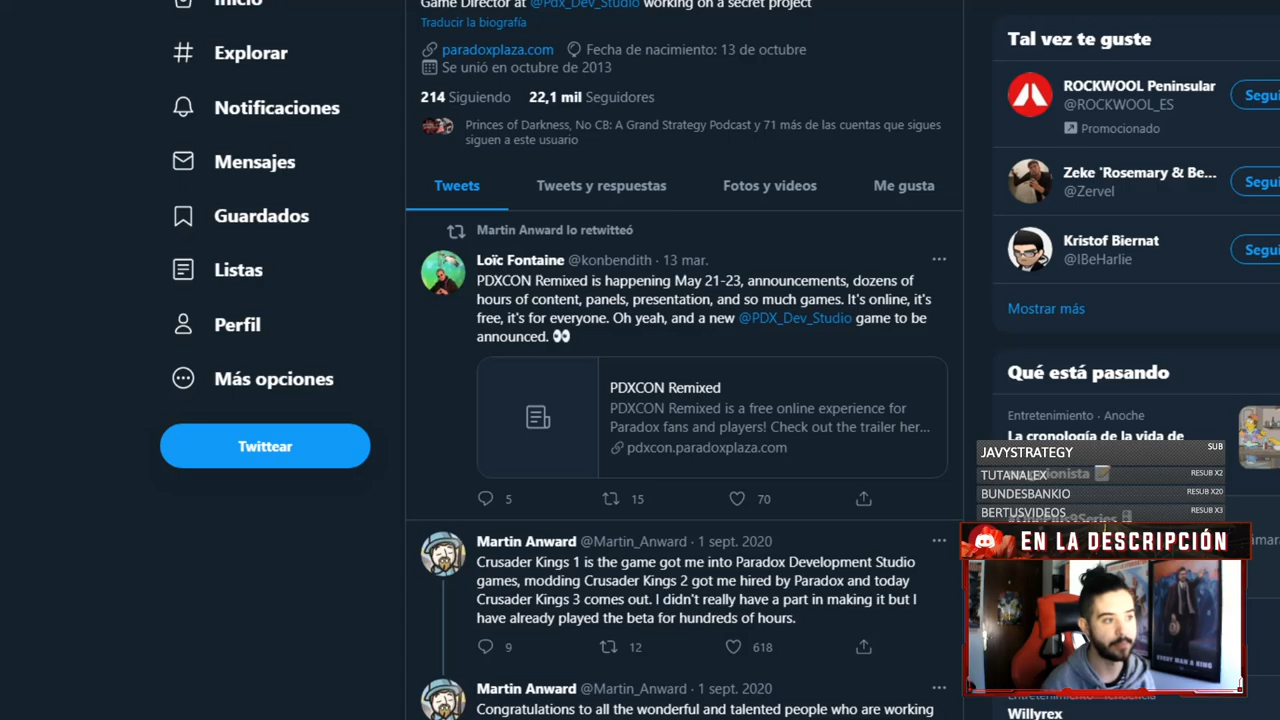 Inicio
Explorar
Notificaciones
Mensajes
Guardados
Listas
Perfil
Más opciones
Twittear
Game Director at @Pdx_Dev_Studio working on a secret project
Traducir la biografía
paradoxplaza.com Fecha de nacimiento: 13 de octubre
Se unió en octubre de 2013
214 Siguiendo 22,1 mil Seguidores
Princes of Darkness, No CB: A Grand Strategy Podcast y 71 más de las cuentas que sigues
siguen a este usuario
Tweets Tweets y respuestas Fotos y videos Me gusta
Martin Anward lo retwitteó
Loïc Fontaine @konbendith · 13 mar.
PDXCON Remixed is happening May 21-23, announcements, dozens of
hours of content, panels, presentation, and so much games. It's online, it's
free, it's for everyone. Oh yeah, and a new @PDX_Dev_Studio game to be
announced. 👀
PDXCON Remixed
PDXCON Remixed is a free online experience for
Paradox fans and players! Check out the trailer her...
pdxcon.paradoxplaza.com
5 15 70
Martin Anward @Martin_Anward · 1 sept. 2020
Crusader Kings 1 is the game got me into Paradox Development Studio
games, modding Crusader Kings 2 got me hired by Paradox and today
Crusader Kings 3 comes out. I didn't really have a part in making it but I
have already played the beta for hundreds of hours.
9 12 618
Martin Anward @Martin_Anward · 1 sept. 2020
Congratulations to all the wonderful and talented people who are working
Tal vez te guste
ROCKWOOL Peninsular
@ROCKWOOL_ES
Promocionado
Segui
Zeke 'Rosemary & Be...
@Zervel
Segui
Kristof Biernat
@IBeHarlie
Segui
Mostrar más
Qué está pasando
Entretenimiento · Anoche
La cronología de la vida de
JAVYSTRATEGY SUB
TUTANALEX RESUB X2
BUNDESBANKIO RESUB X20
BERTUSVIDEOS RESUB X3
EN LA DESCRIPCIÓN
EVERY MAN A KING
Willyrex